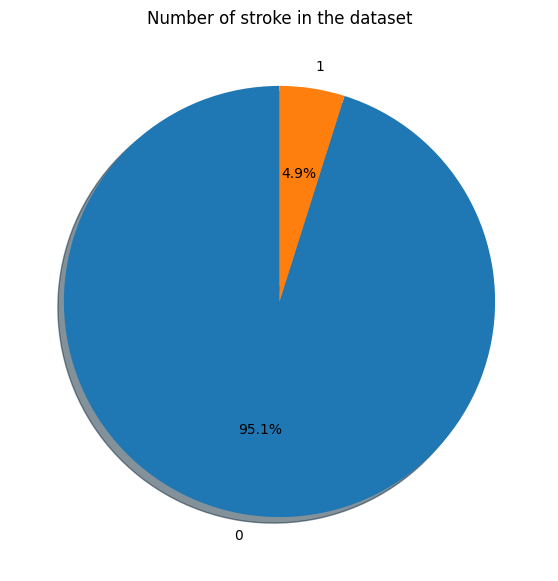 Number of stroke in the dataset
1
4.9%
95.1%
0